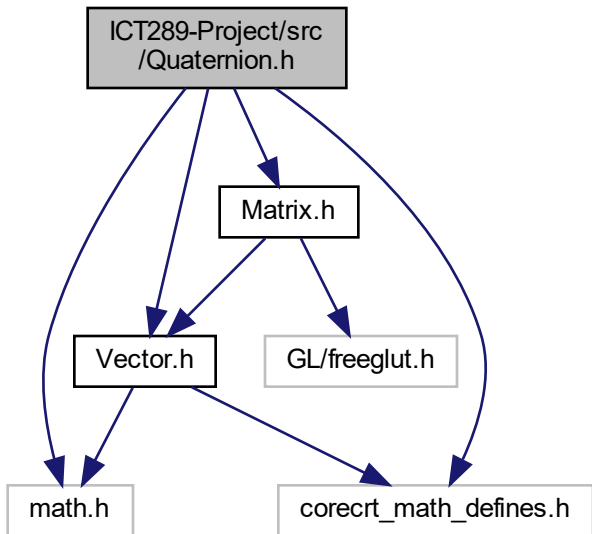 ICT289-Project/src
/Quaternion.h
Matrix.h
Vector.h
GL/freeglut.h
math.h
corecrt_math_defines.h